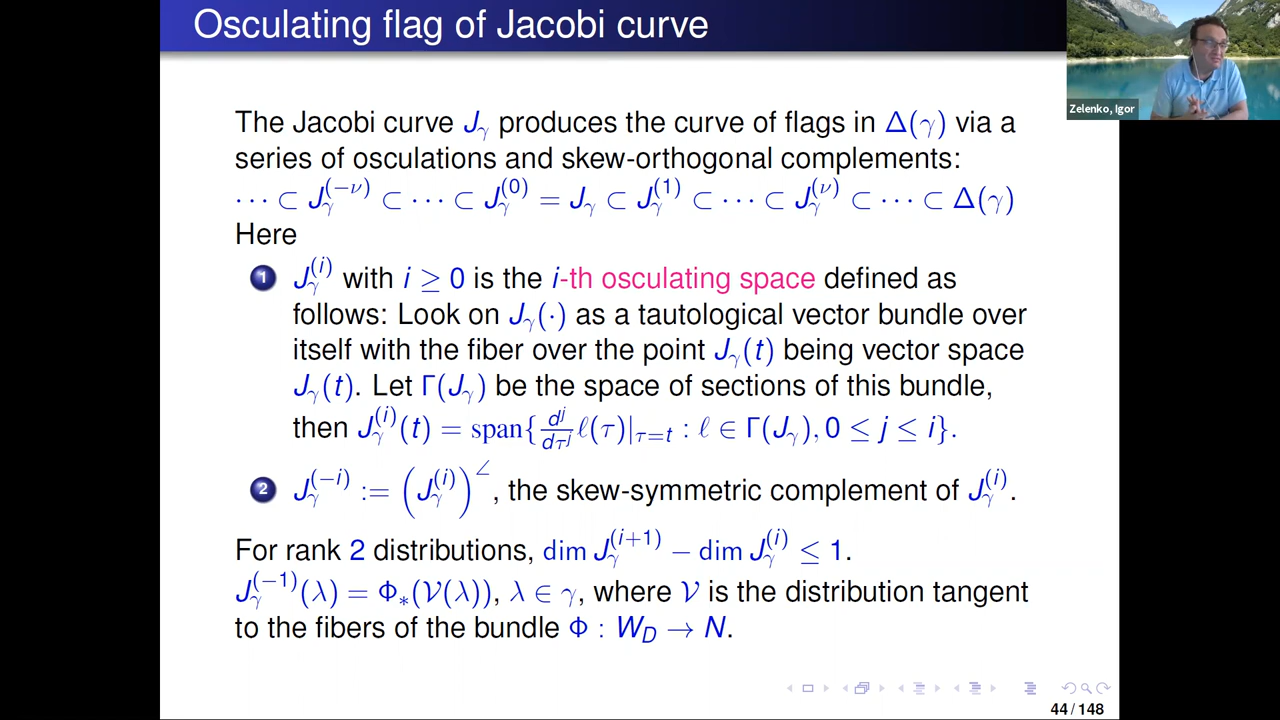 Osculating flag of Jacobi curve
Zelenko, Igor
The Jacobi curve J_γ produces the curve of flags in Δ(γ) via a
series of osculations and skew-orthogonal complements:
⋯ ⊂ J_γ^(−ν) ⊂ ⋯ ⊂ J_γ^(0) = J_γ ⊂ J_γ^(1) ⊂ ⋯ ⊂ J_γ^(ν) ⊂ ⋯ ⊂ Δ(γ)
Here
1 J_γ^(i) with i ≥ 0 is the i-th osculating space defined as
follows: Look on J_γ(·) as a tautological vector bundle over
itself with the fiber over the point J_γ(t) being vector space
J_γ(t). Let Γ(J_γ) be the space of sections of this bundle,
then J_γ^(i)(t) = span{d^j/dτ^j ℓ(τ)|_τ=t : ℓ ∈ Γ(J_γ), 0 ≤ j ≤ i}.
2 J_γ^(−i) := (J_γ^(i))^∠, the skew-symmetric complement of J_γ^(i).
For rank 2 distributions, dim J_γ^(i+1) − dim J_γ^(i) ≤ 1.
J_γ^(−1)(λ) = Φ_*(𝒱(λ)), λ ∈ γ, where 𝒱 is the distribution tangent
to the fibers of the bundle Φ : W_D → N.
44 / 148